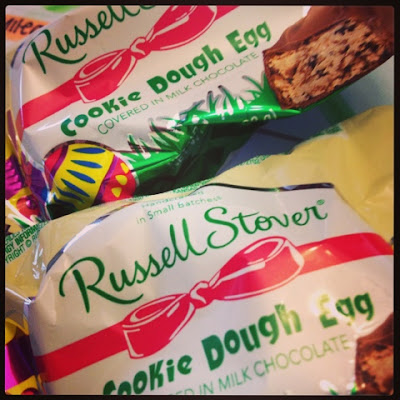 Russell Stover
Cookie Dough Egg
COVERED IN MILK CHOCOLATE
in Small batches
Russell Stover®
Cookie Dough Egg
COVERED IN MILK CHOCOLATE